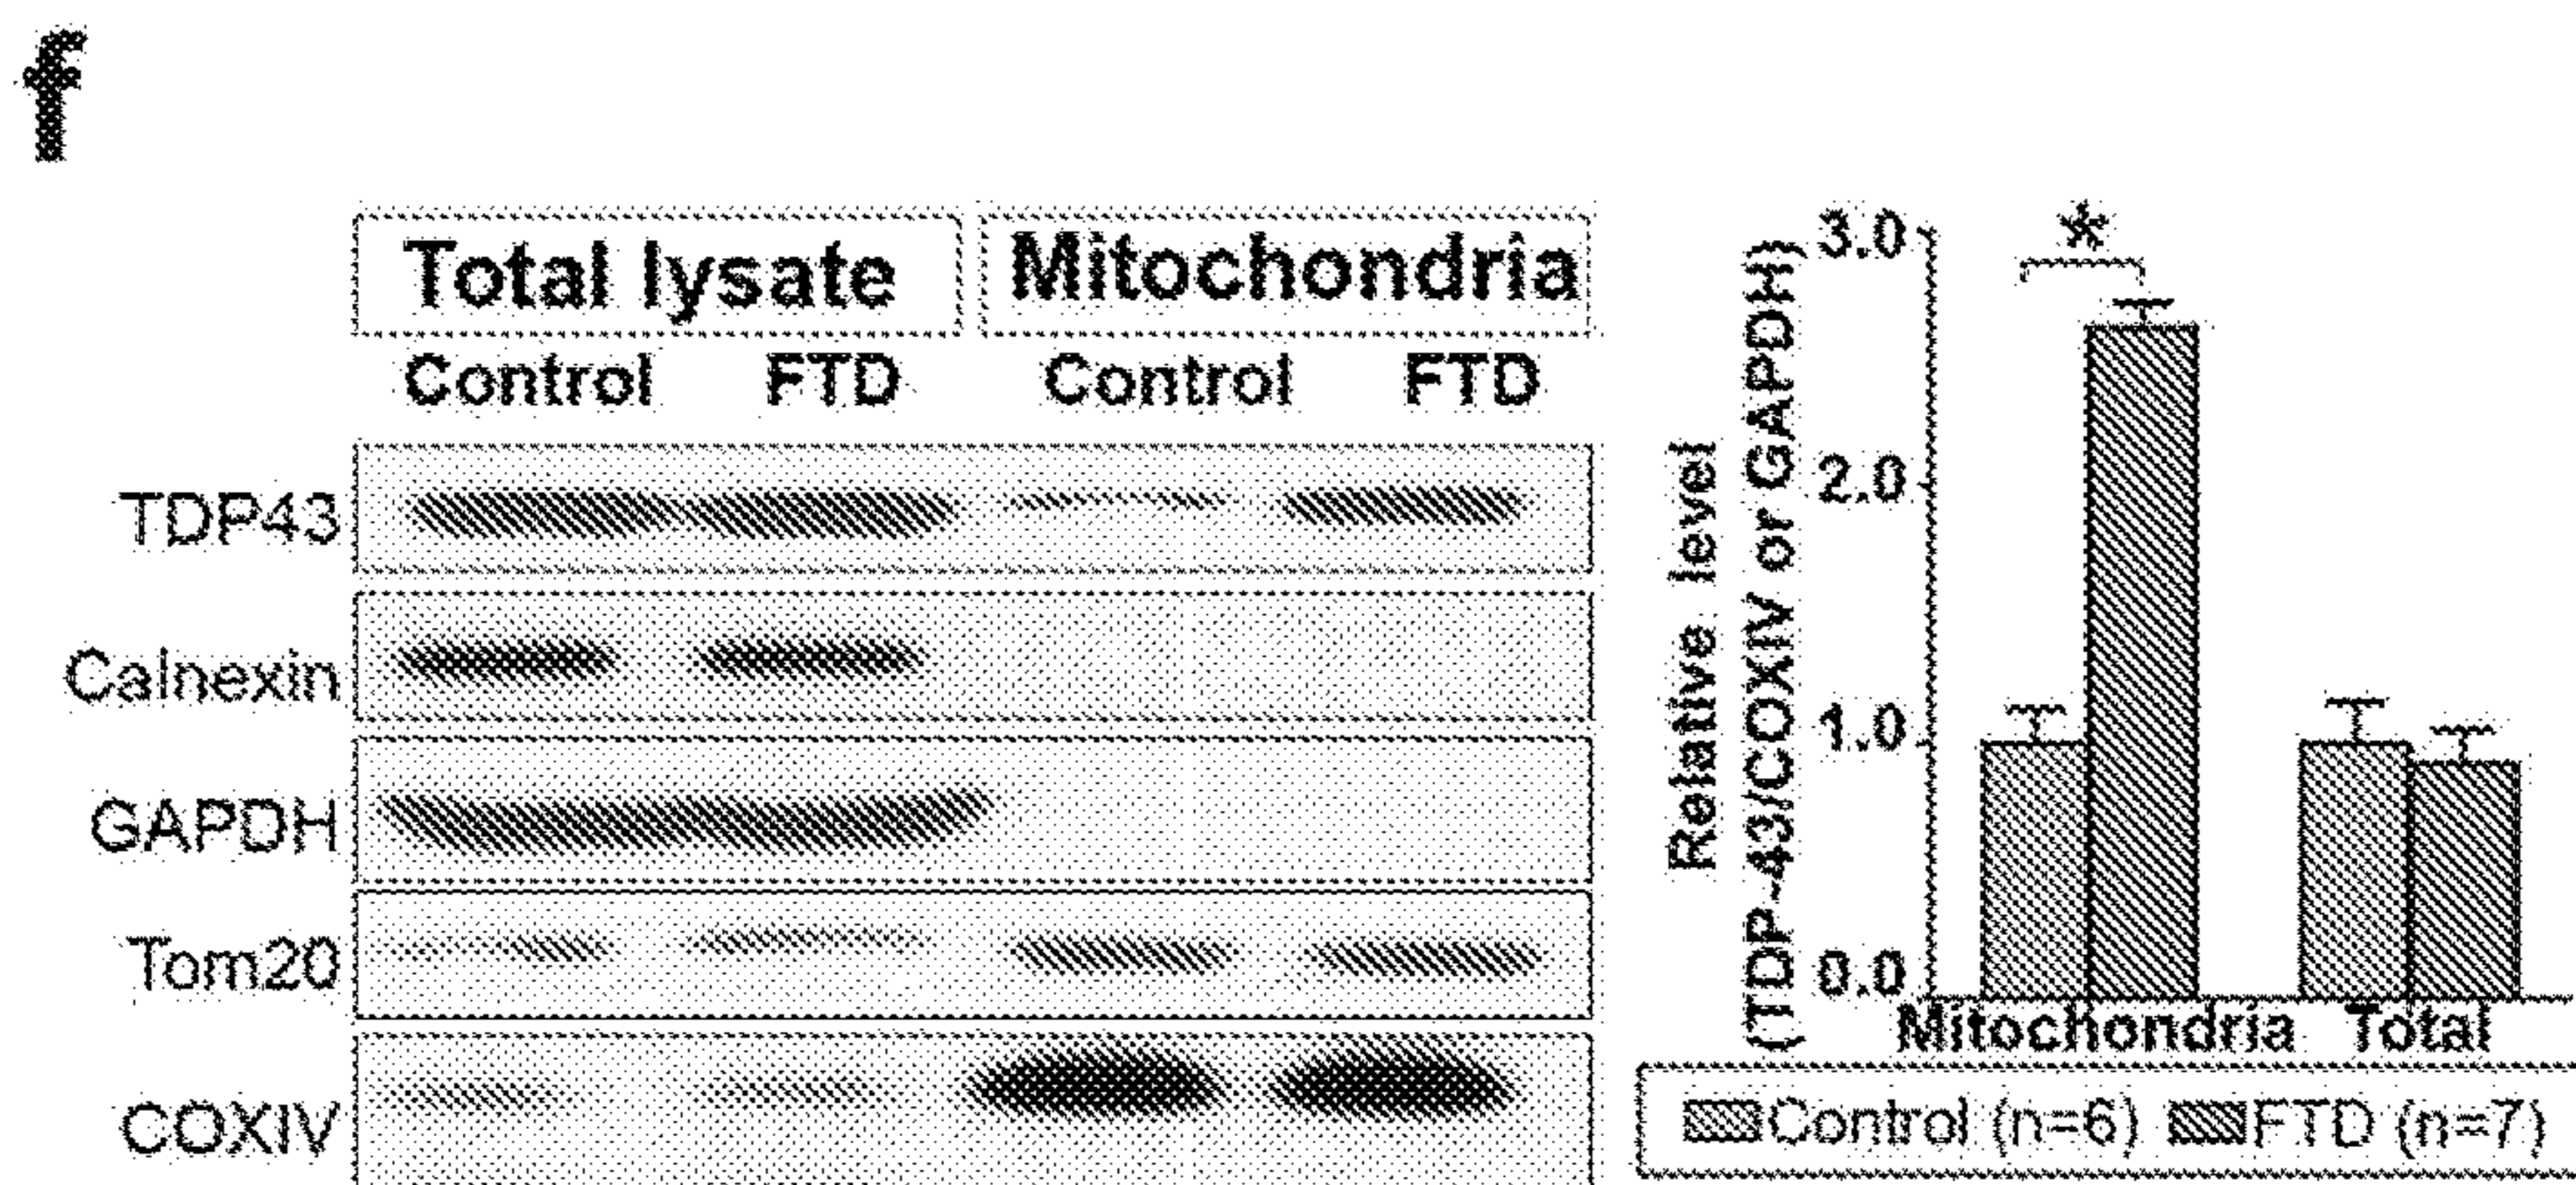 f
Total lysate Mitochondria
Control FTD Control FTD
TDP43
Calnexin
GAPDH
Tom20
COXIV
Relative level
(TDP-43/COXIV or GAPDH)
3.0
2.0
1.0
0.0
*
Mitochondria Total
Control (n=6) FTD (n=7)